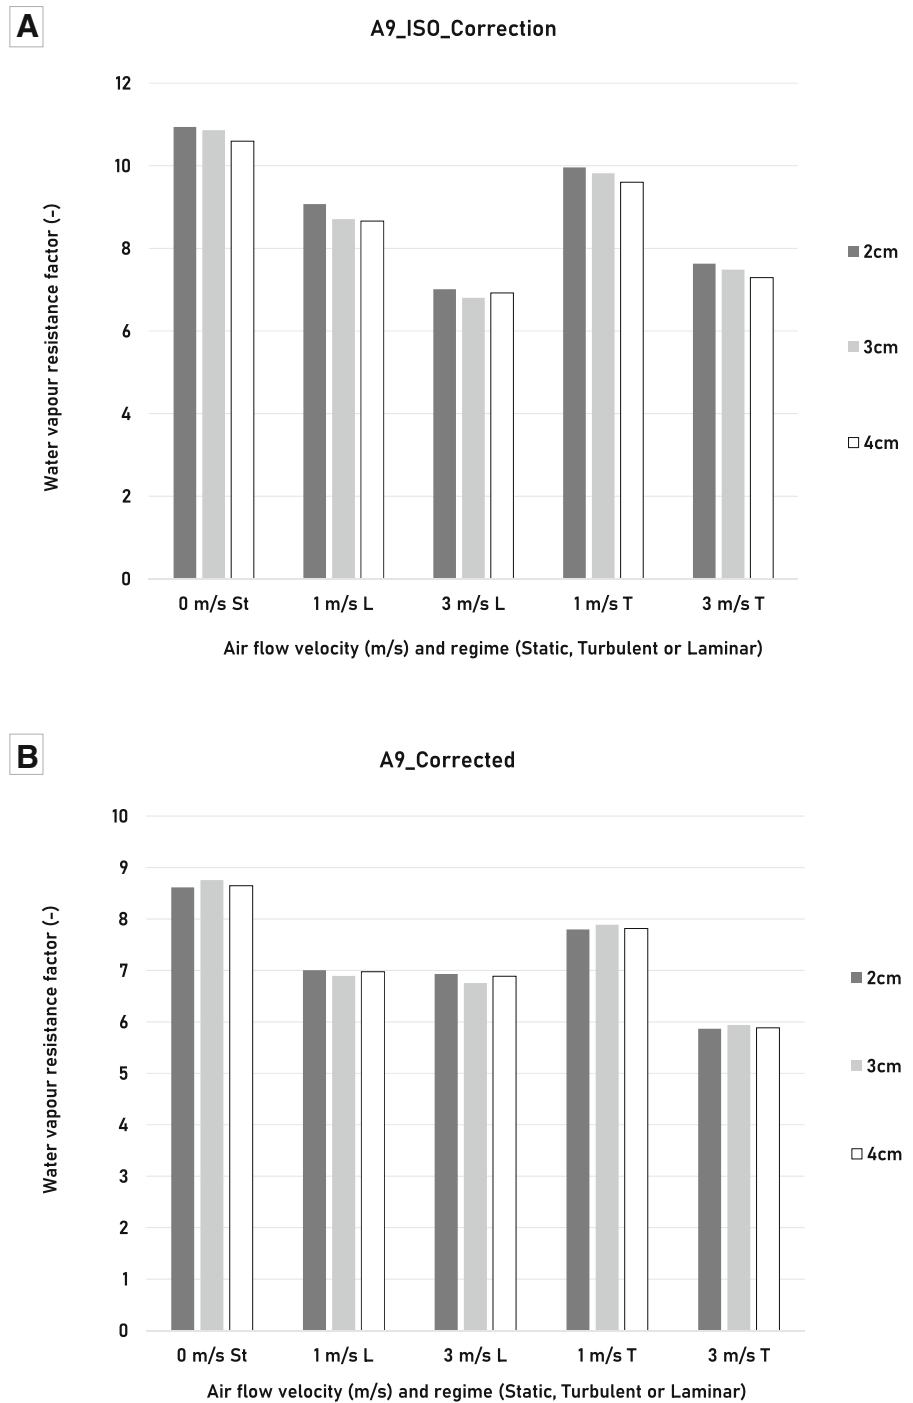 A
A9_ISO_Correction
Water vapour resistance factor (-)
12
10
8
6
4
2
0
0 m/s St
1 m/s L
3 m/s L
1 m/s T
3 m/s T
Air flow velocity (m/s) and regime (Static, Turbulent or Laminar)
2cm
3cm
4cm
B
A9_Corrected
Water vapour resistance factor (-)
10
9
8
7
6
5
4
3
2
1
0
0 m/s St
1 m/s L
3 m/s L
1 m/s T
3 m/s T
Air flow velocity (m/s) and regime (Static, Turbulent or Laminar)
2cm
3cm
4cm